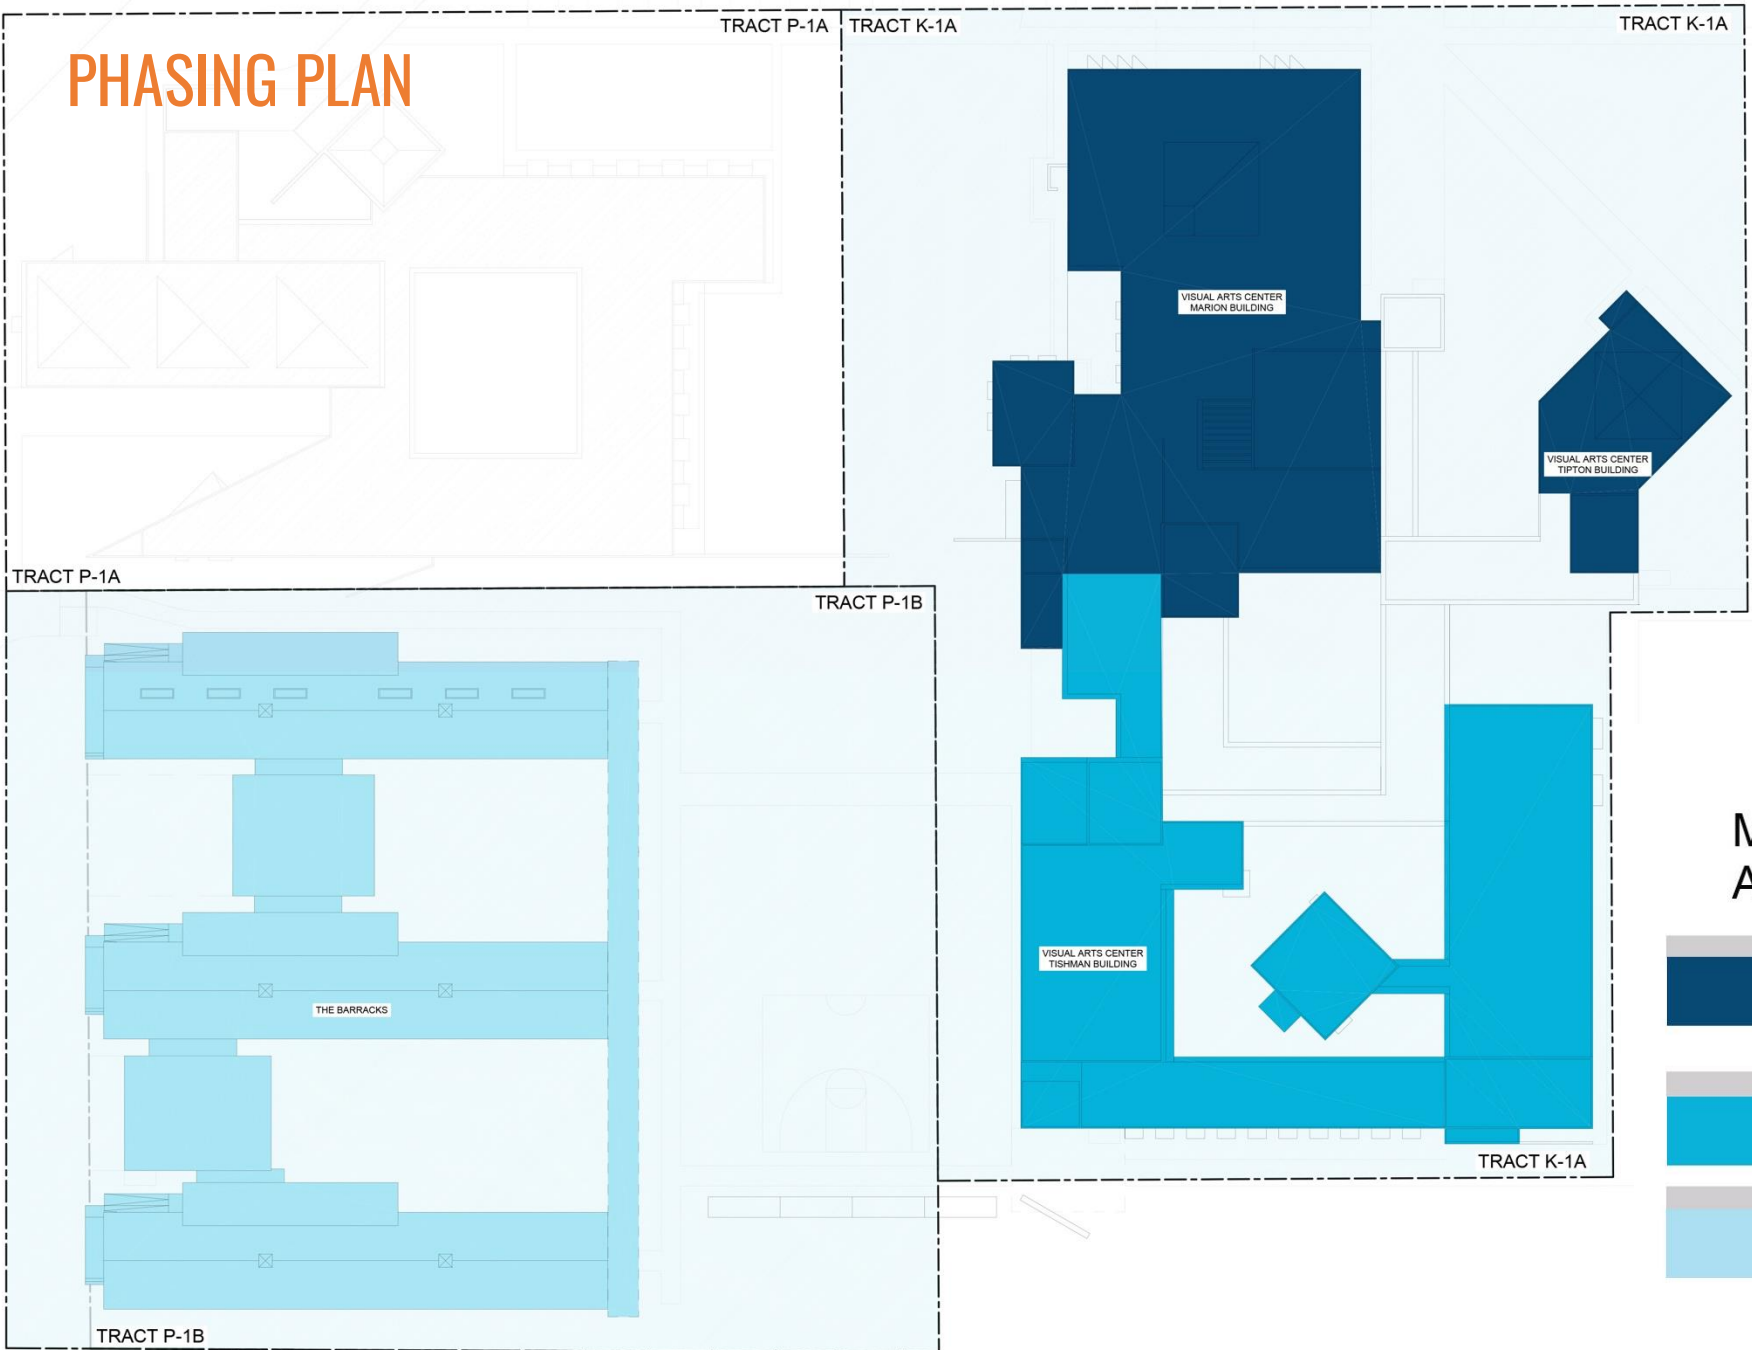 TRACT P-1A
TRACT K-1A
TRACT K-1A
PHASING PLAN
VISUAL ARTS CENTER
MARION BUILDING
VISUAL ARTS CENTER
TIPTON BUILDING
TRACT P-1A
TRACT P-1B
M
A
VISUAL ARTS CENTER
TISHMAN BUILDING
THE BARRACKS
TRACT K-1A
TRACT P-1B